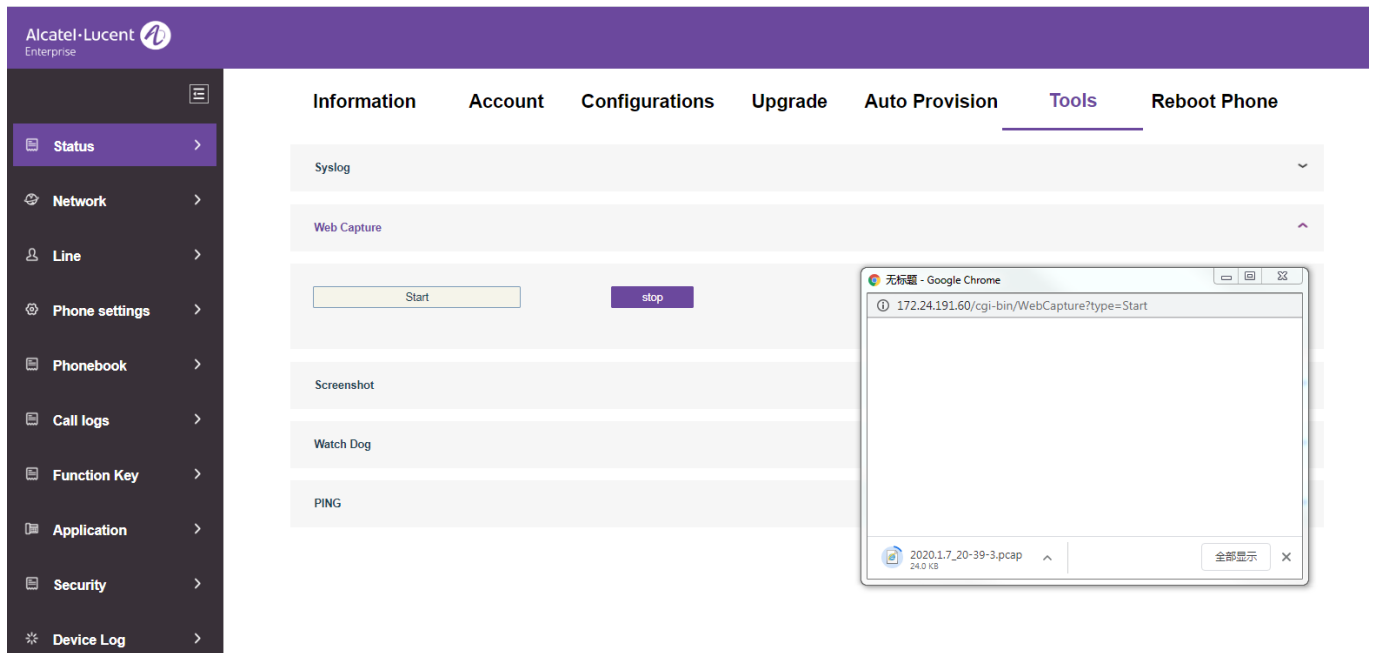 Alcatel·Lucent
Enterprise
Information Account Configurations Upgrade Auto Provision Tools Reboot Phone
Status
Network
Line
Phone settings
Phonebook
Call logs
Function Key
Application
Security
Device Log
Syslog
Web Capture
Start stop
Screenshot
Watch Dog
PING
无标题 - Google Chrome
172.24.191.60/cgi-bin/WebCapture?type=Start
2020.1.7_20-39-3.pcap
24.0 KB
全部显示